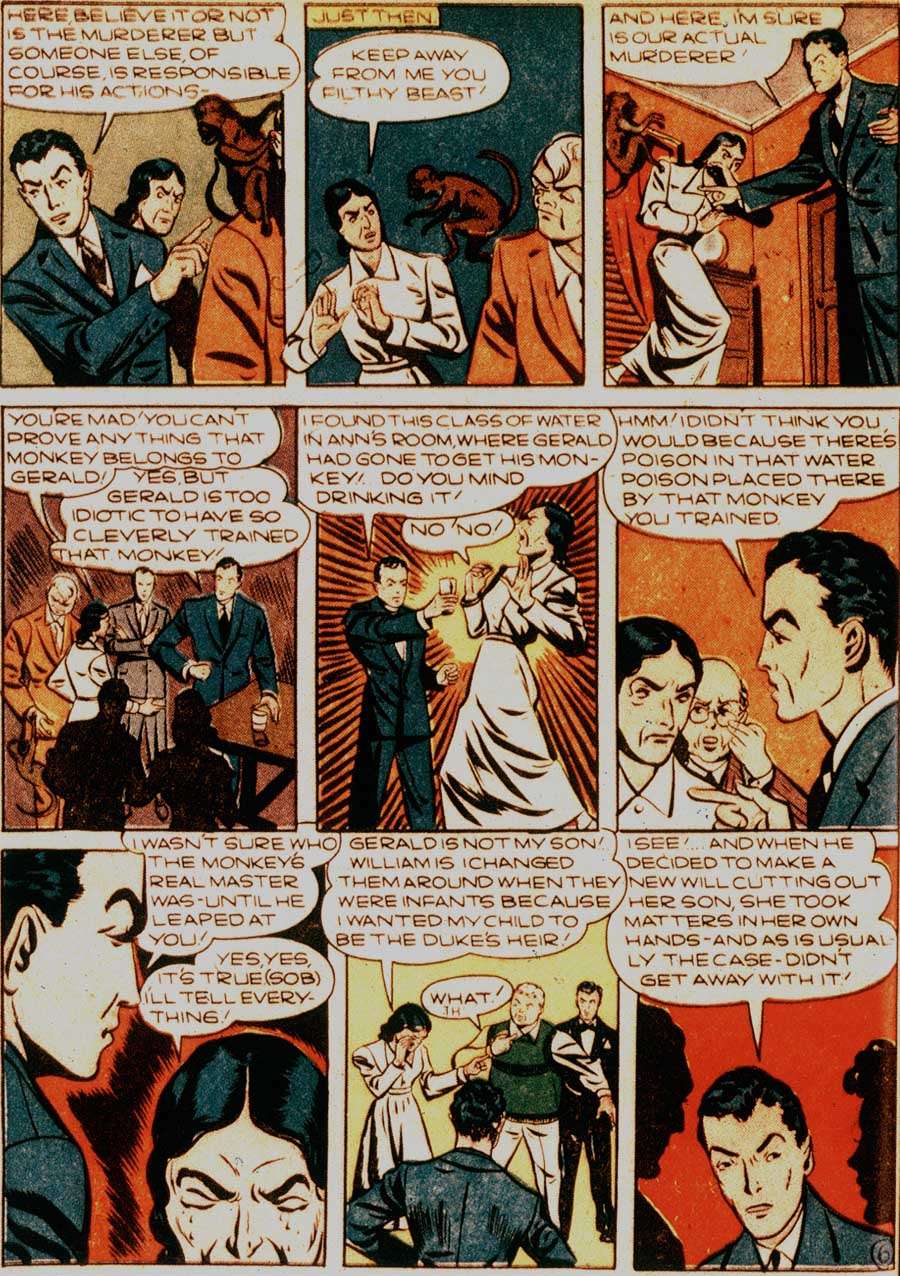 HERE, BELIEVE IT OR NOT
IS THE MURDERER BUT
SOMEONE ELSE, OF
COURSE, IS RESPONSIBLE
FOR HIS ACTIONS-
JUST THEN
KEEP AWAY
FROM ME YOU
FILTHY BEAST!
AND HERE, I'M SURE
IS OUR ACTUAL
MURDERER!
YOU'RE MAD! YOU CAN'T
PROVE ANY THING THAT
MONKEY BELONGS TO
GERALD!
YES, BUT
GERALD IS TOO
IDIOTIC TO HAVE SO
CLEVERLY TRAINED
THAT MONKEY!
I FOUND THIS CLASS OF WATER
IN ANN'S ROOM, WHERE GERALD
HAD GONE TO GET HIS MON-
KEY!.. DO YOU MIND
DRINKING IT!
NO! NO!
HMM! I DIDN'T THINK YOU
WOULD BECAUSE THERE'S
POISON IN THAT WATER
POISON PLACED THERE
BY THAT MONKEY
YOU TRAINED.
I WASN'T SURE WHO
THE MONKEY'S
REAL MASTER
WAS-UNTIL HE
LEAPED AT
YOU!
YES, YES,
IT'S TRUE (SOB)
I'LL TELL EVERY-
THING!
GERALD IS NOT MY SON!
WILLIAM IS I CHANGED
THEM AROUND WHEN THEY
WERE INFANTS BECAUSE
I WANTED MY CHILD TO
BE THE DUKE'S HEIR!
WHAT!
I SEE!... AND WHEN HE
DECIDED TO MAKE A
NEW WILL CUTTING OUT
HER SON, SHE TOOK
MATTERS IN HER OWN
HANDS-AND AS IS USUAL-
LY THE CASE-DIDN'T
GET AWAY WITH IT!
6